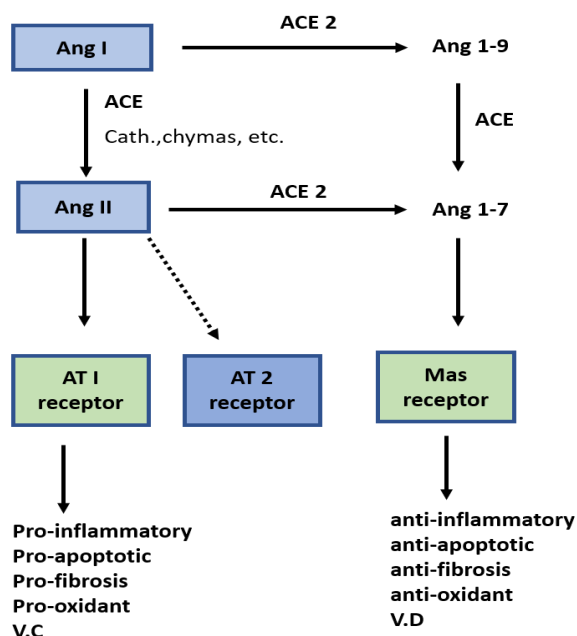 ACE 2
Ang I
Ang 1-9
ACE
Cath.,chymas, etc.
ACE
Ang II
ACE 2
Ang 1-7
AT I
receptor
AT 2
receptor
Mas
receptor
Pro-inflammatory
Pro-apoptotic
Pro-fibrosis
Pro-oxidant
V.C
anti-inflammatory
anti-apoptotic
anti-fibrosis
anti-oxidant
V.D